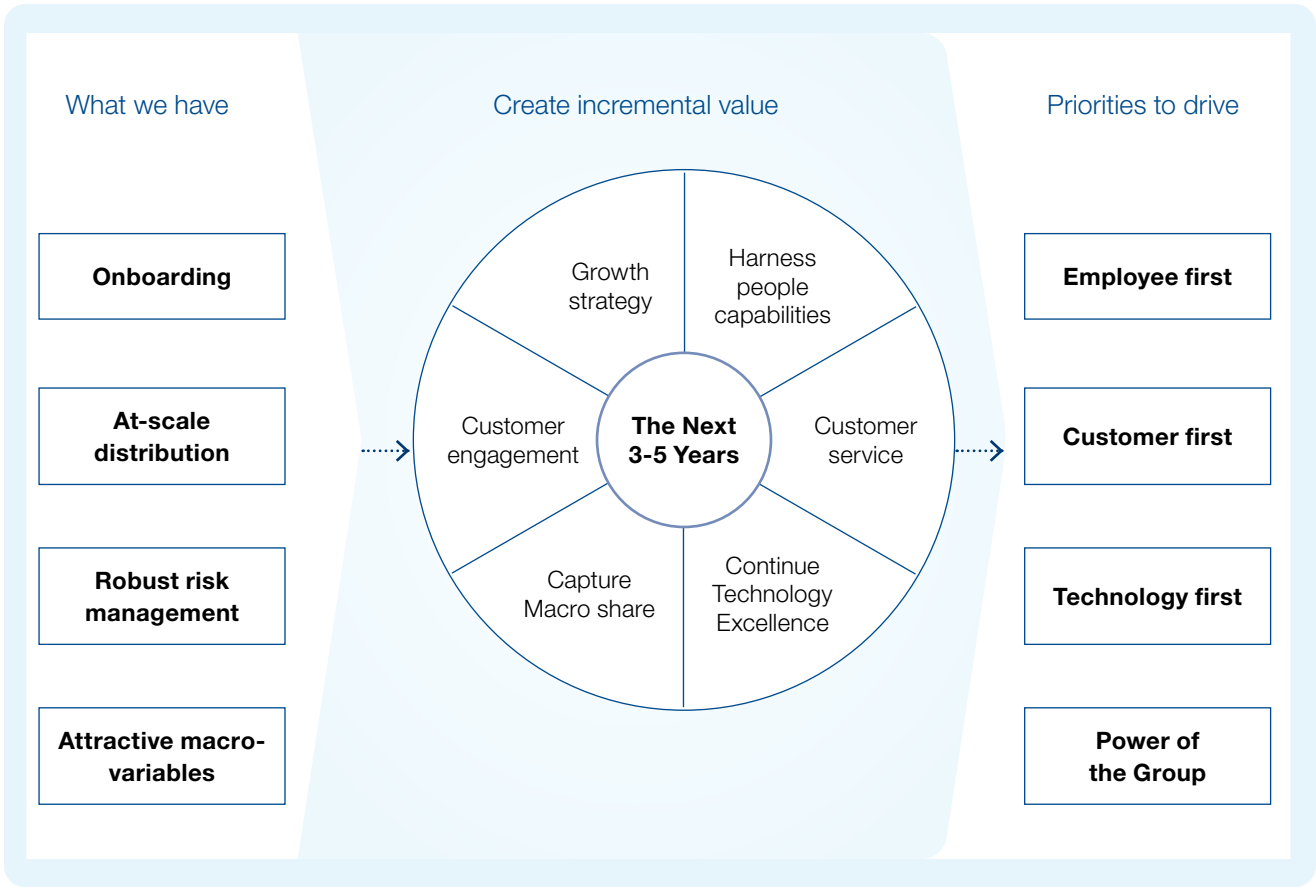 What we have
Onboarding
At-scale
distribution
Robust risk
management
Attractive macro-
variables
Create incremental value
Growth
strategy
Harness
people
capabilities
Customer
engagement
The Next
3-5 Years
Customer
service
Capture
Macro share
Continue
Technology
Excellence
Priorities to drive
Employee first
Customer first
Technology first
Power of
the Group